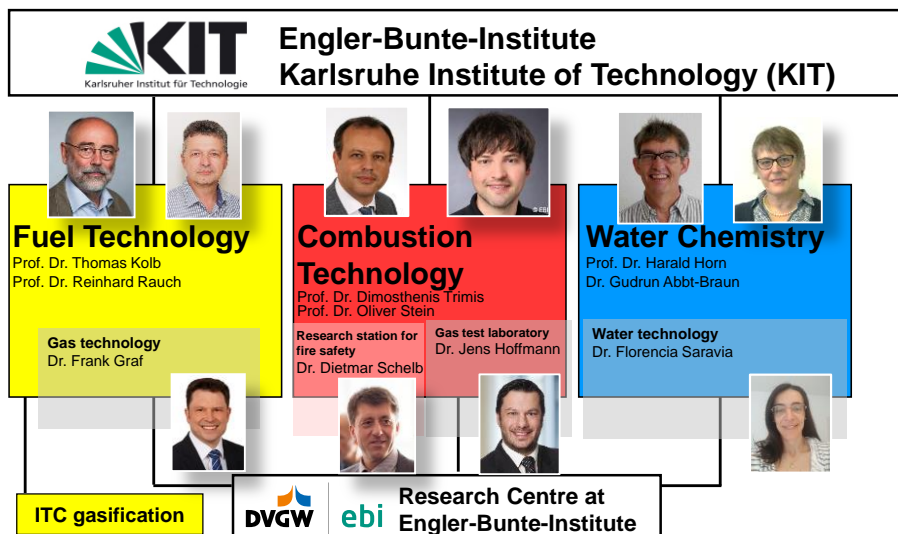 KIT
Karlsruher Institut für Technologie
Engler-Bunte-Institute
Karlsruhe Institute of Technology (KIT)
© EBI
Fuel Technology
Prof. Dr. Thomas Kolb
Prof. Dr. Reinhard Rauch
Combustion
Technology
Prof. Dr. Dimosthenis Trimis
Prof. Dr. Oliver Stein
Water Chemistry
Prof. Dr. Harald Horn
Dr. Gudrun Abbt-Braun
Gas technology
Dr. Frank Graf
Research station for
fire safety
Dr. Dietmar Schelb
Gas test laboratory
Dr. Jens Hoffmann
Water technology
Dr. Florencia Saravia
ITC gasification
DVGW
ebi
Research Centre at
Engler-Bunte-Institute